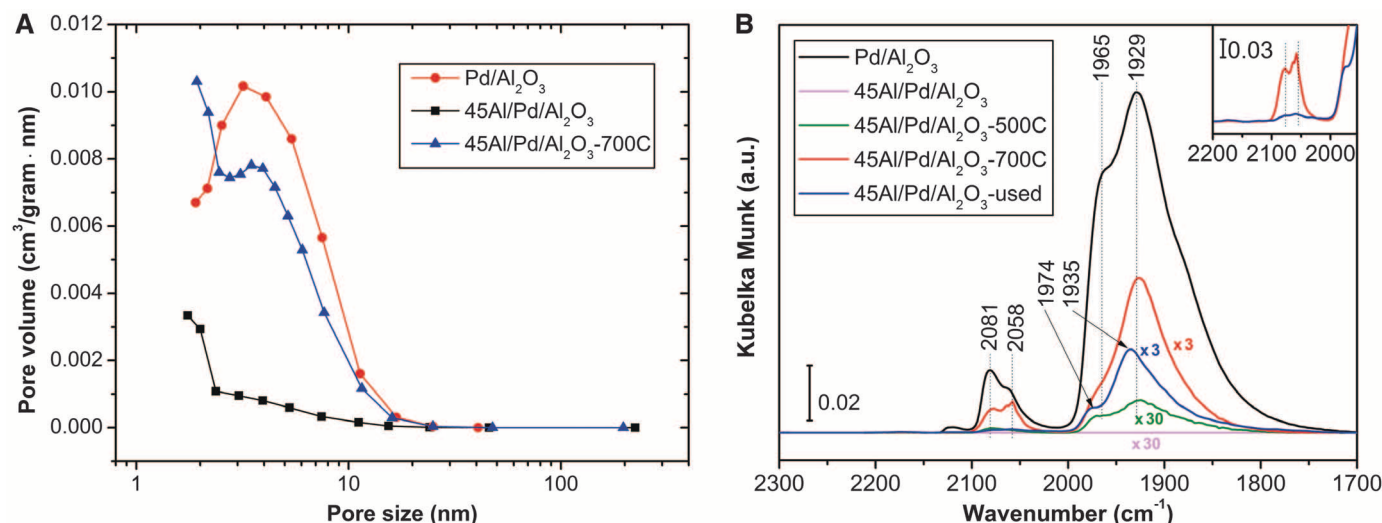 A
0.012
0.010
0.008
0.006
0.004
0.002
0.000
Pore volume (cm³/gram · nm)
1
10
100
Pore size (nm)
Pd/Al₂O₃
45Al/Pd/Al₂O₃
45Al/Pd/Al₂O₃-700C
B
Pd/Al₂O₃
45Al/Pd/Al₂O₃
45Al/Pd/Al₂O₃-500C
45Al/Pd/Al₂O₃-700C
45Al/Pd/Al₂O₃-used
Kubelka Munk (a.u.)
0.02
2081
2058
1974
1935
1965
1929
x 3
x 3
x 30
x 30
0.03
2200
2100
2000
2300
2200
2100
2000
1900
1800
1700
Wavenumber (cm⁻¹)